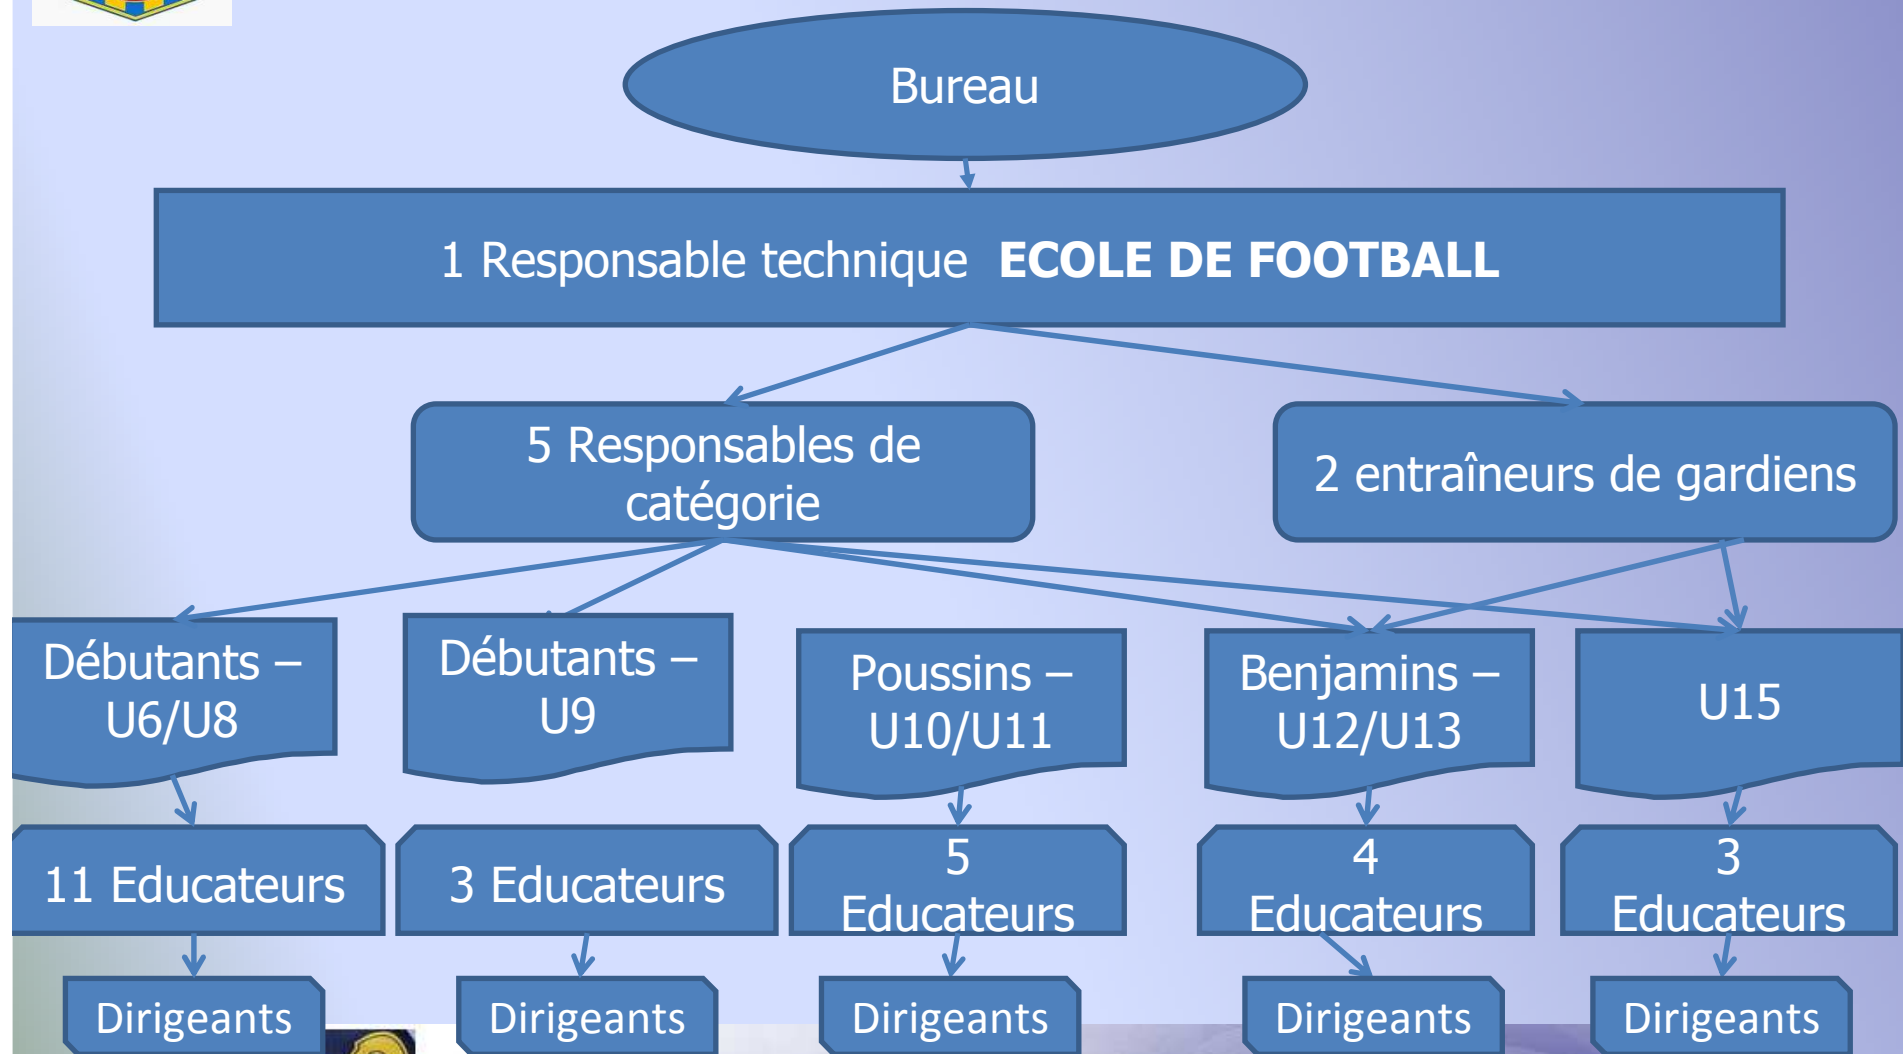 Bureau
1 Responsable technique ECOLE DE FOOTBALL
5 Responsables de
catégorie
2 entraîneurs de gardiens
Débutants –
U6/U8
Débutants –
U9
Poussins –
U10/U11
Benjamins –
U12/U13
U15
11 Educateurs
3 Educateurs
5
Educateurs
4
Educateurs
3
Educateurs
Dirigeants
Dirigeants
Dirigeants
Dirigeants
Dirigeants